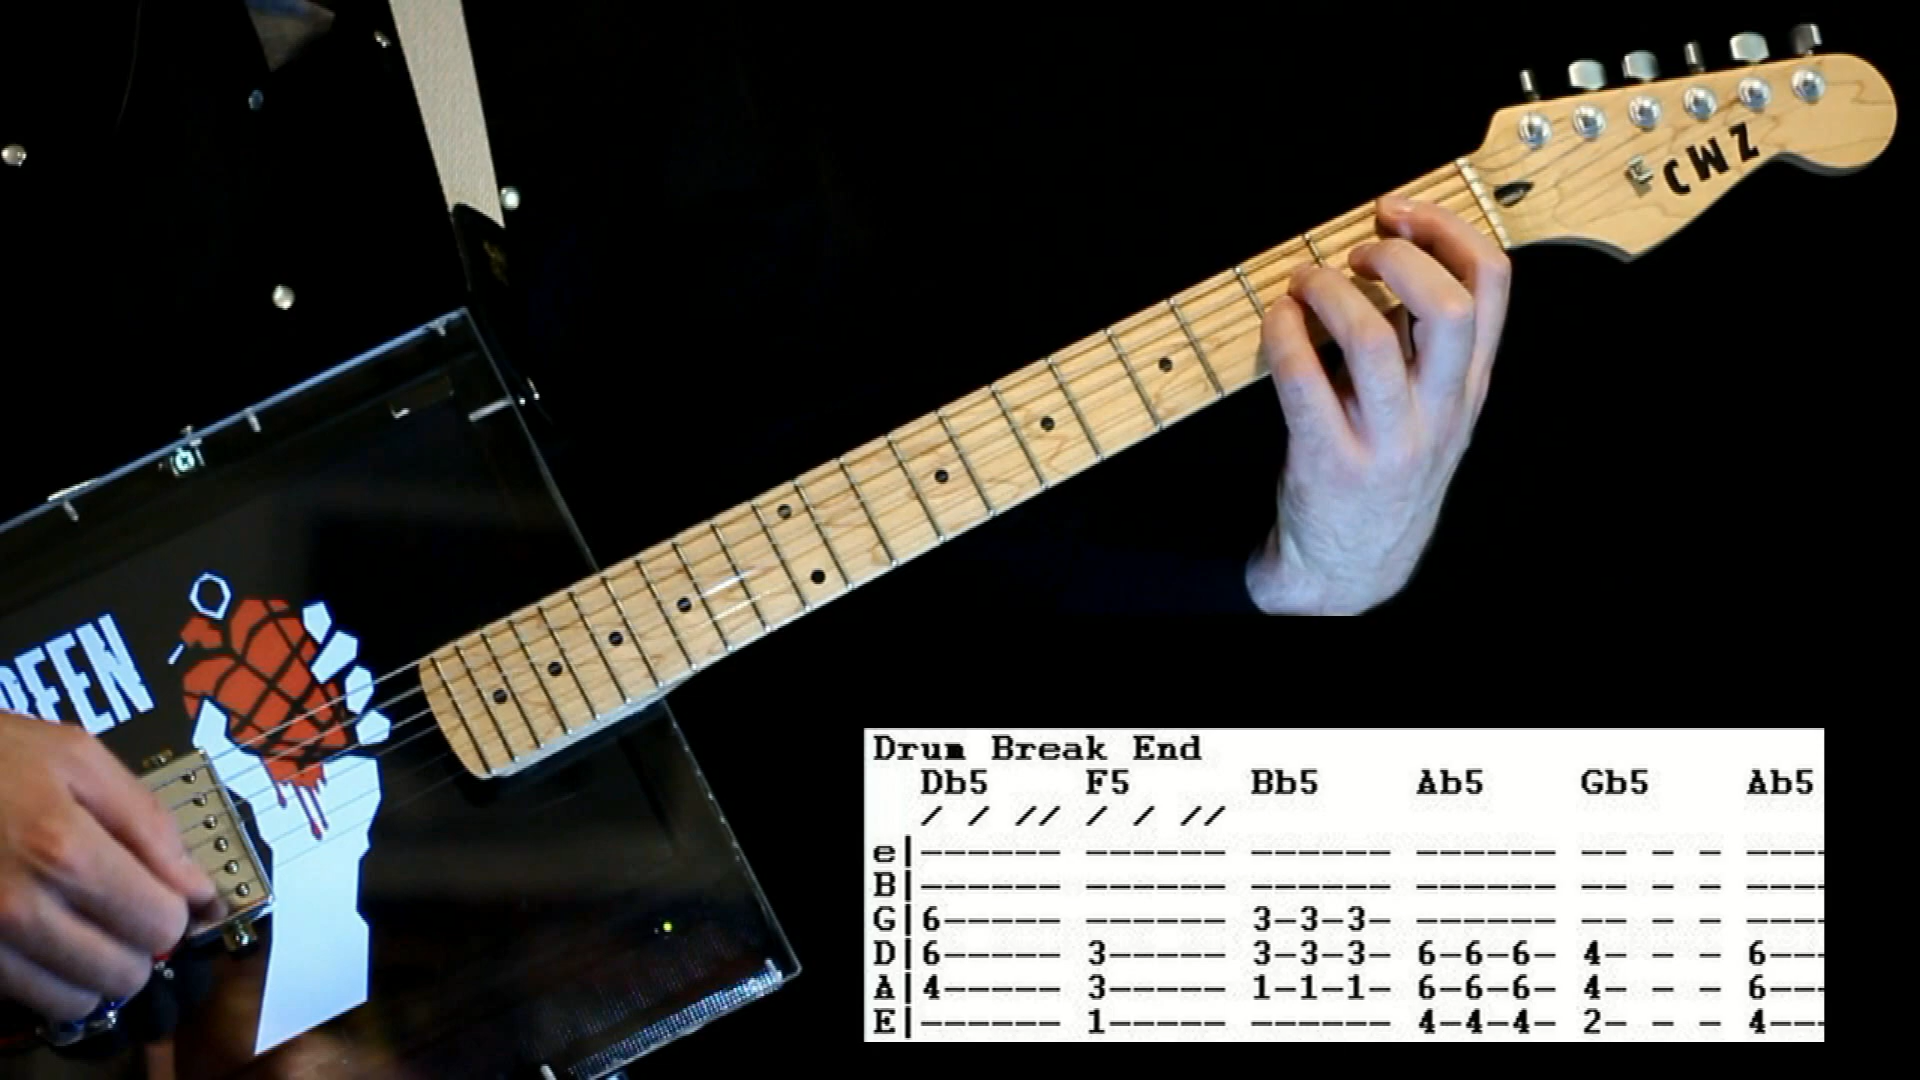 CWZ
REEN
Drum Break End
Db5 F5 Bb5 Ab5 Gb5 Ab5
/ / // / / //
e|------ ------ ------ ------ -- - - ----
B|------ ------ ------ ------ -- - - ----
G|6----- ------ 3-3-3- ------ -- - - ----
D|6----- 3----- 3-3-3- 6-6-6- 4- - - 6---
A|4----- 3----- 1-1-1- 6-6-6- 4- - - 6---
E|------ 1----- ------ 4-4-4- 2- - - 4---